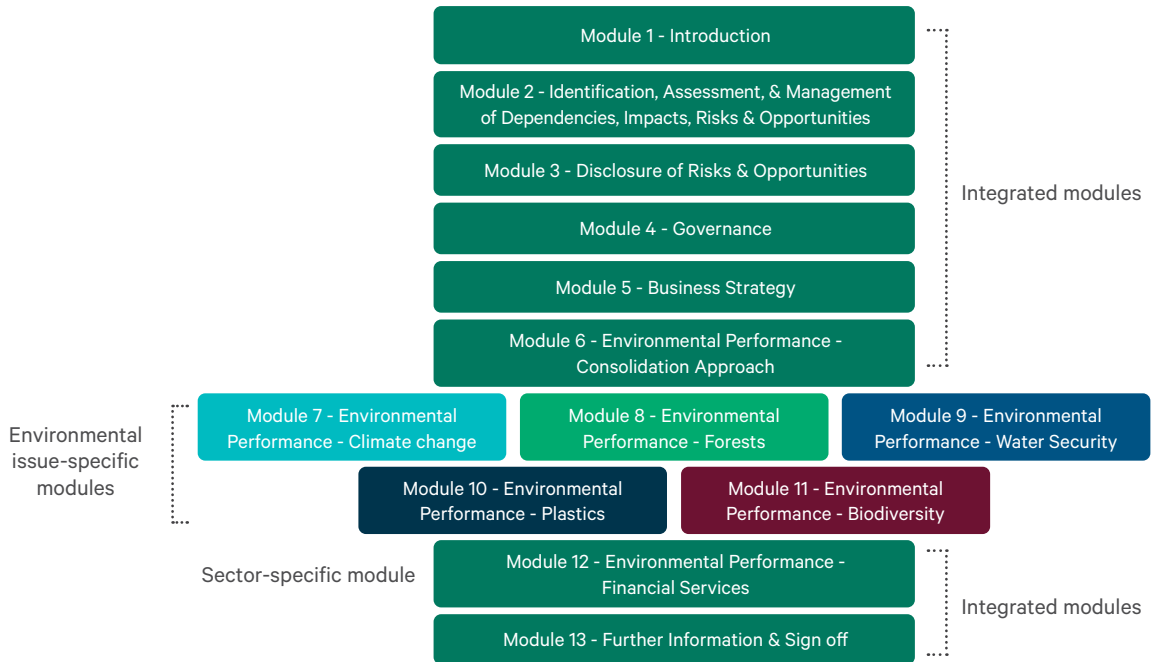 Module 1 - Introduction
Module 2 - Identification, Assessment, & Management
of Dependencies, Impacts, Risks & Opportunities
Module 3 - Disclosure of Risks & Opportunities
Integrated modules
Module 4 - Governance
Module 5 - Business Strategy
Module 6 - Environmental Performance -
Consolidation Approach
Environmental
issue-specific
modules
Module 7 - Environmental
Performance - Climate change
Module 8 - Environmental
Performance - Forests
Module 9 - Environmental
Performance - Water Security
Module 10 - Environmental
Performance - Plastics
Module 11 - Environmental
Performance - Biodiversity
Sector-specific module
Module 12 - Environmental Performance -
Financial Services
Integrated modules
Module 13 - Further Information & Sign off